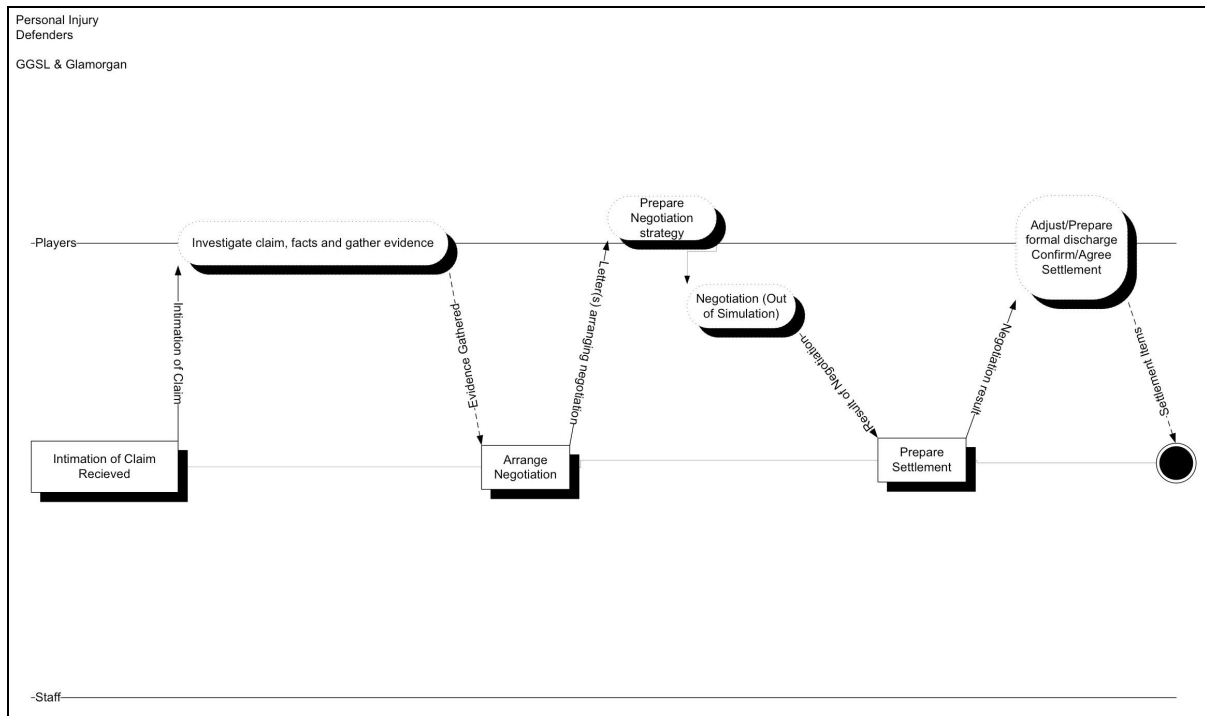 Personal Injury
Defenders
GGSL & Glamorgan
Players
Investigate claim, facts and gather evidence
Prepare
Negotiation
strategy
Adjust/Prepare
formal discharge
Confirm/Agree
Settlement
Negotiation (Out
of Simulation)
Intimation of Claim
Evidence Gathered
Letter(s) arranging negotiation
Result of Negotiation
Negotiation result
Settlement Items
Intimation of Claim
Recieved
Arrange
Negotiation
Prepare
Settlement
Staff